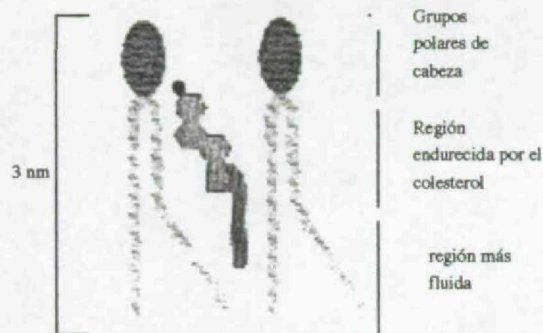 Grupos
polares de
cabeza
3 nm
Región
endurecida por el
colesterol
región más
fluida